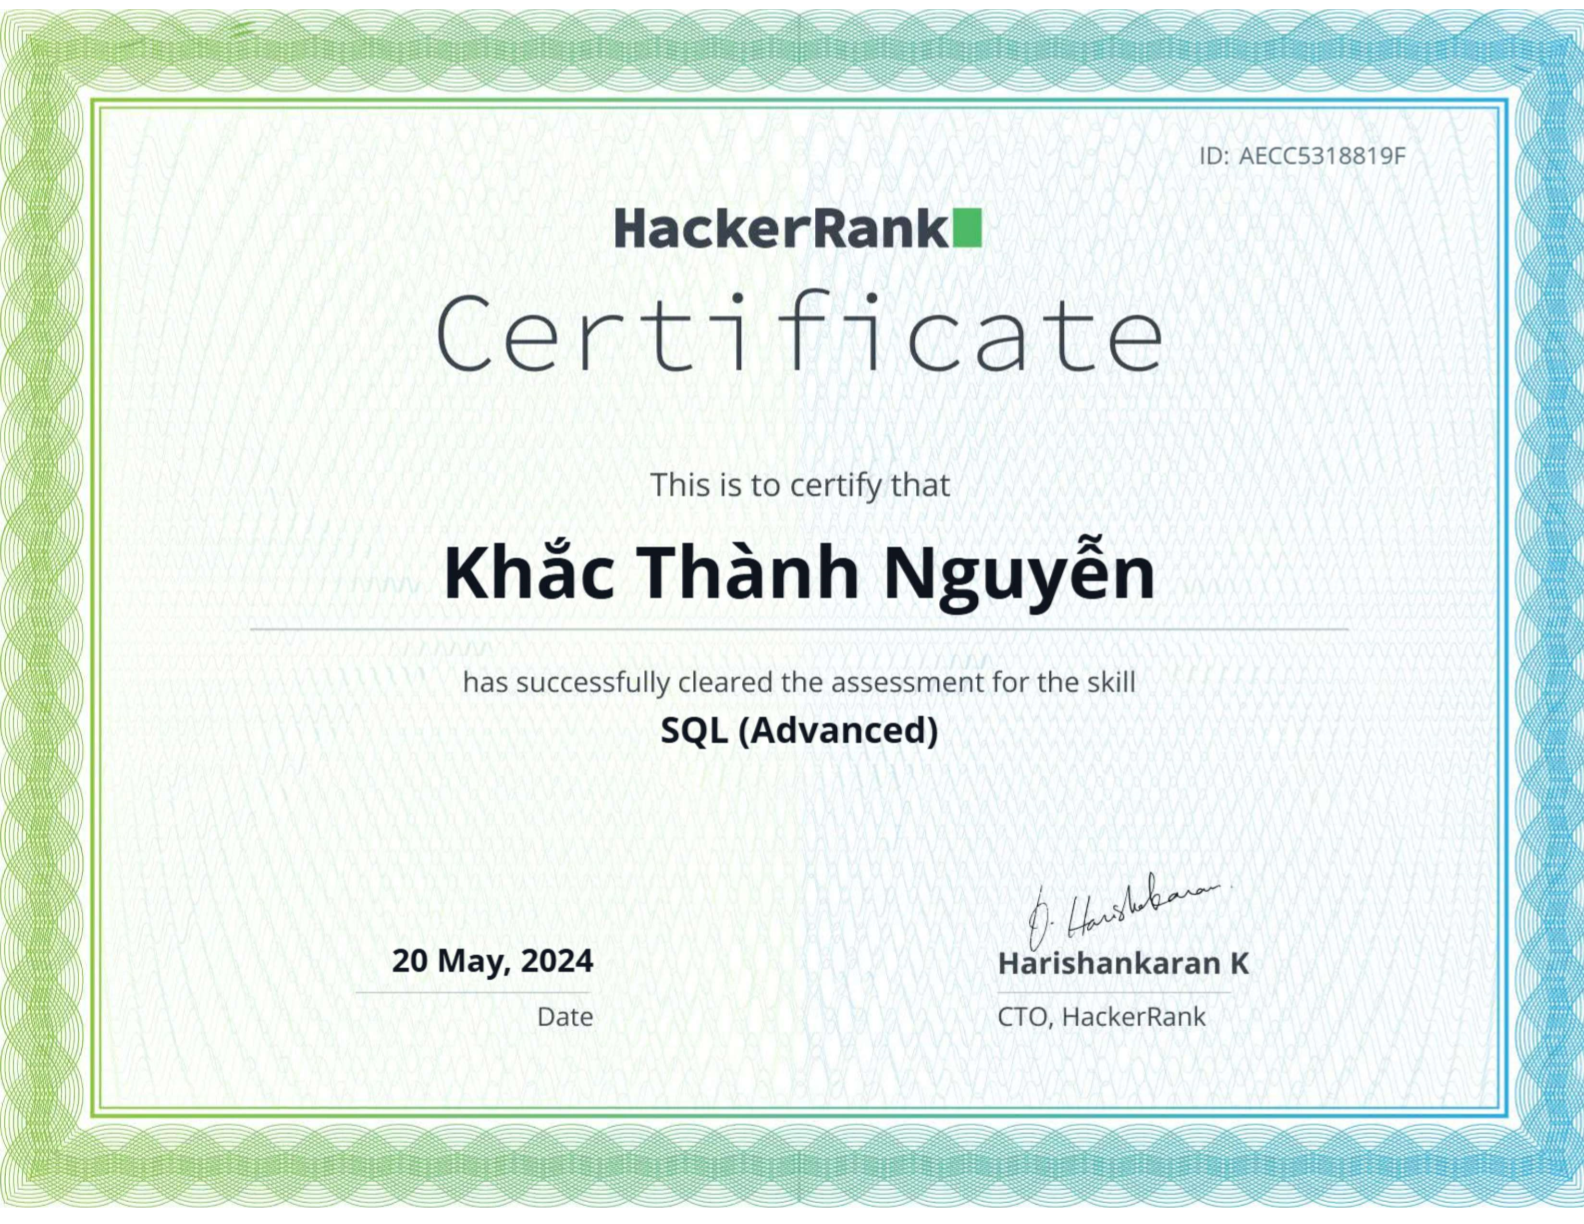 ID: AECC5318819F
HackerRank
Certificate
This is to certify that
Khắc Thành Nguyễn
has successfully cleared the assessment for the skill
SQL (Advanced)
20 May, 2024
Date
Harishankaran K
CTO, HackerRank